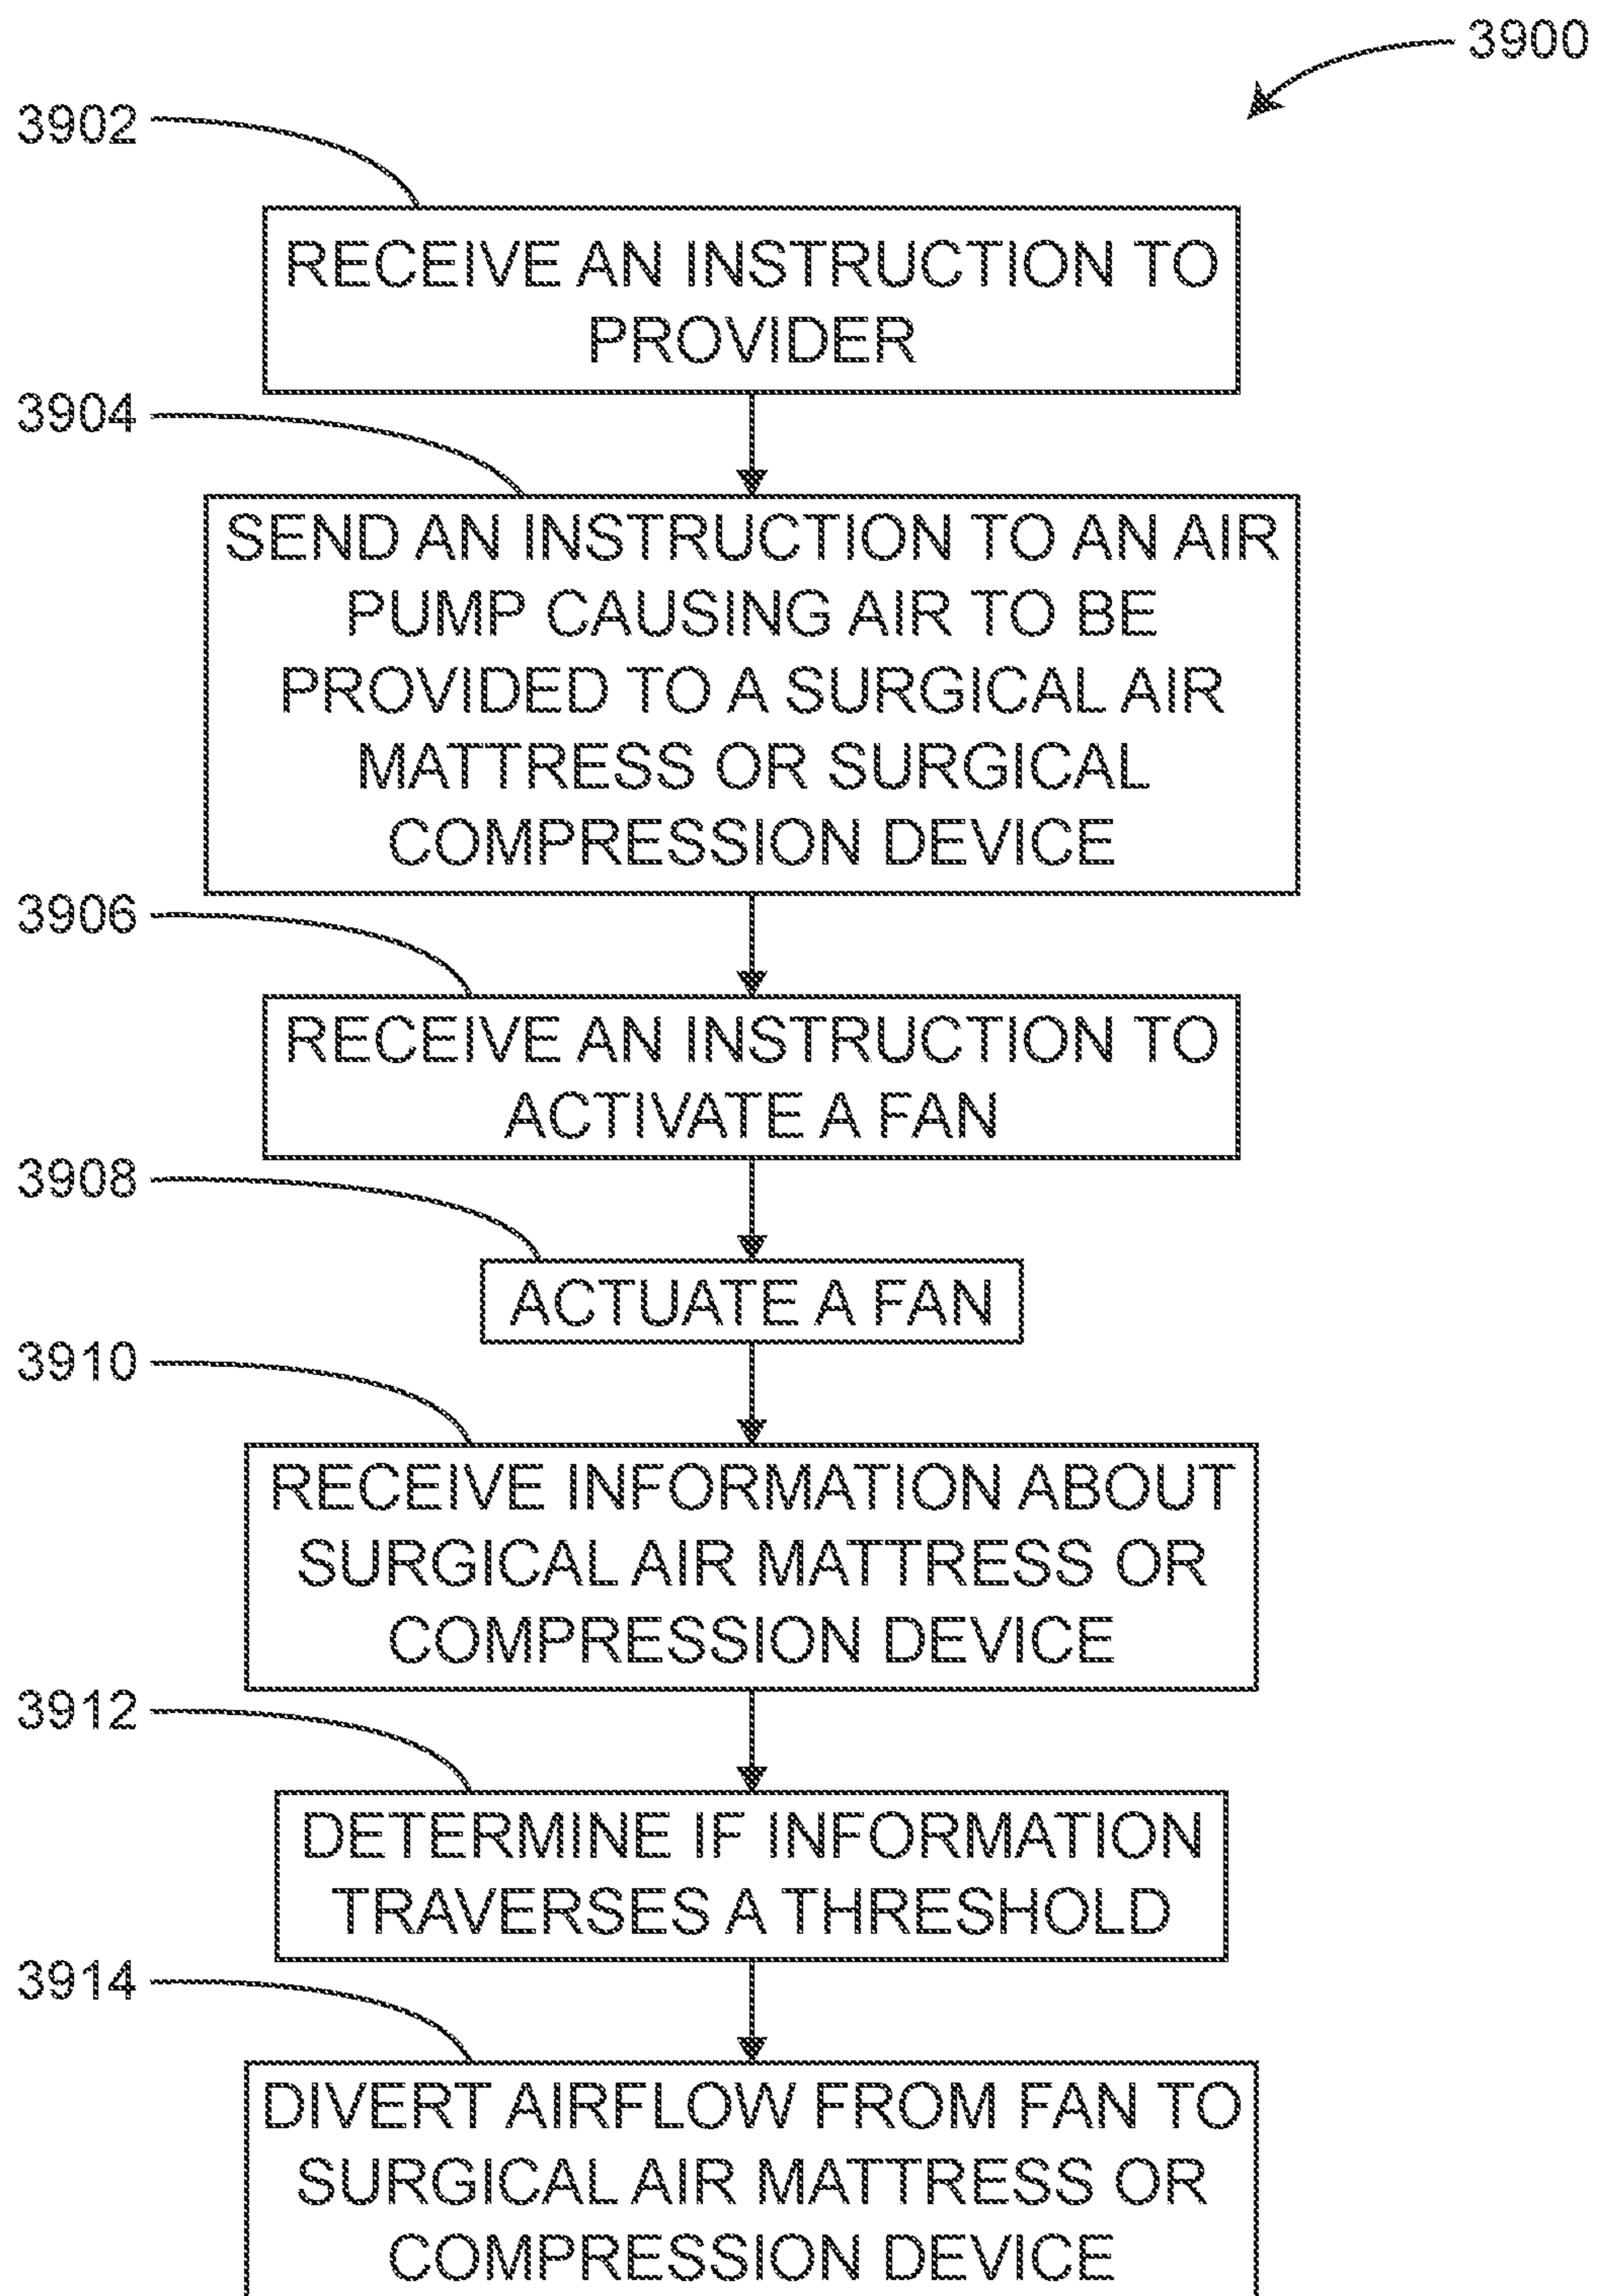 3900
3902
RECEIVE AN INSTRUCTION TO
PROVIDER
3904
SEND AN INSTRUCTION TO AN AIR
PUMP CAUSING AIR TO BE
PROVIDED TO A SURGICAL AIR
MATTRESS OR SURGICAL
COMPRESSION DEVICE
3906
RECEIVE AN INSTRUCTION TO
ACTIVATE A FAN
3908
ACTUATE A FAN
3910
RECEIVE INFORMATION ABOUT
SURGICAL AIR MATTRESS OR
COMPRESSION DEVICE
3912
DETERMINE IF INFORMATION
TRAVERSES A THRESHOLD
3914
DIVERT AIRFLOW FROM FAN TO
SURGICAL AIR MATTRESS OR
COMPRESSION DEVICE